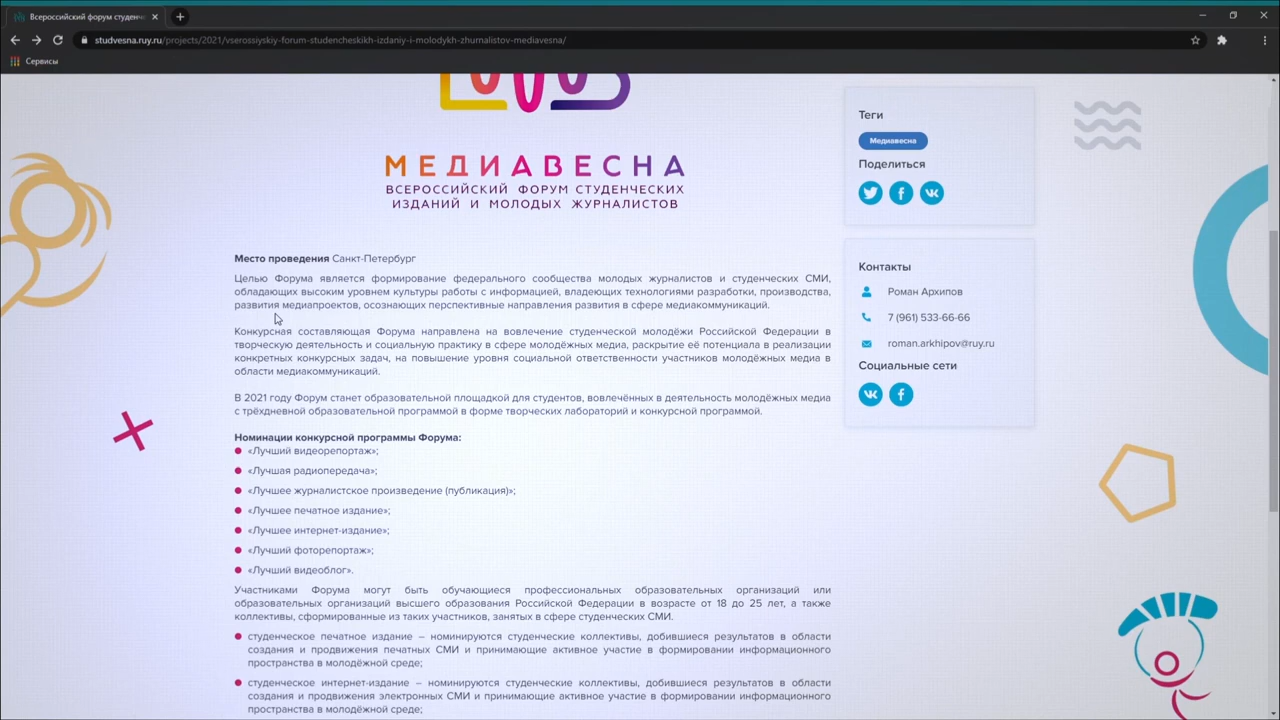 Всероссийский форум студенч
studvesna.ruy.ru/projects/2021/vserossiyskiy-forum-studencheskikh-izdaniy-i-molodykh-zhurnalistov-mediavesna/
Сервисы
МЕДИАВЕСНА
ВСЕРОССИЙСКИЙ ФОРУМ СТУДЕНЧЕСКИХ
ИЗДАНИЙ И МОЛОДЫХ ЖУРНАЛИСТОВ
Место проведения Санкт-Петербург
Целью Форума является формирование федерального сообщества молодых журналистов и студенческих СМИ,
обладающих высоким уровнем культуры работы с информацией, владеющих технологиями разработки, производства,
развития медиапроектов, осознающих перспективные направления развития в сфере медиакоммуникаций.
Конкурсная составляющая Форума направлена на вовлечение студенческой молодёжи Российской Федерации в
творческую деятельность и социальную практику в сфере молодёжных медиа, раскрытие её потенциала в реализации
конкретных конкурсных задач, на повышение уровня социальной ответственности участников молодёжных медиа в
области медиакоммуникаций.
В 2021 году Форум станет образовательной площадкой для студентов, вовлечённых в деятельность молодёжных медиа
с трёхдневной образовательной программой в форме творческих лабораторий и конкурсной программой.
Номинации конкурсной программы Форума:
«Лучший видеорепортаж»;
«Лучшая радиопередача»;
«Лучшее журналистское произведение (публикация)»;
«Лучшее печатное издание»;
«Лучшее интернет-издание»;
«Лучший фоторепортаж»;
«Лучший видеоблог».
Участниками Форума могут быть обучающиеся профессиональных образовательных организаций или
образовательных организаций высшего образования Российской Федерации в возрасте от 18 до 25 лет, а также
коллективы, сформированные из таких участников, занятых в сфере студенческих СМИ.
студенческое печатное издание – номинируются студенческие коллективы, добившиеся результатов в области
создания и продвижения печатных СМИ и принимающие активное участие в формировании информационного
пространства в молодёжной среде;
студенческое интернет-издание – номинируются студенческие коллективы, добившиеся результатов в области
создания и продвижения электронных СМИ и принимающие активное участие в формировании информационного
пространства в молодёжной среде;
Теги
Медиавесна
Поделиться
Контакты
Роман Архипов
7 (961) 533-66-66
roman.arkhipov@ruy.ru
Социальные сети